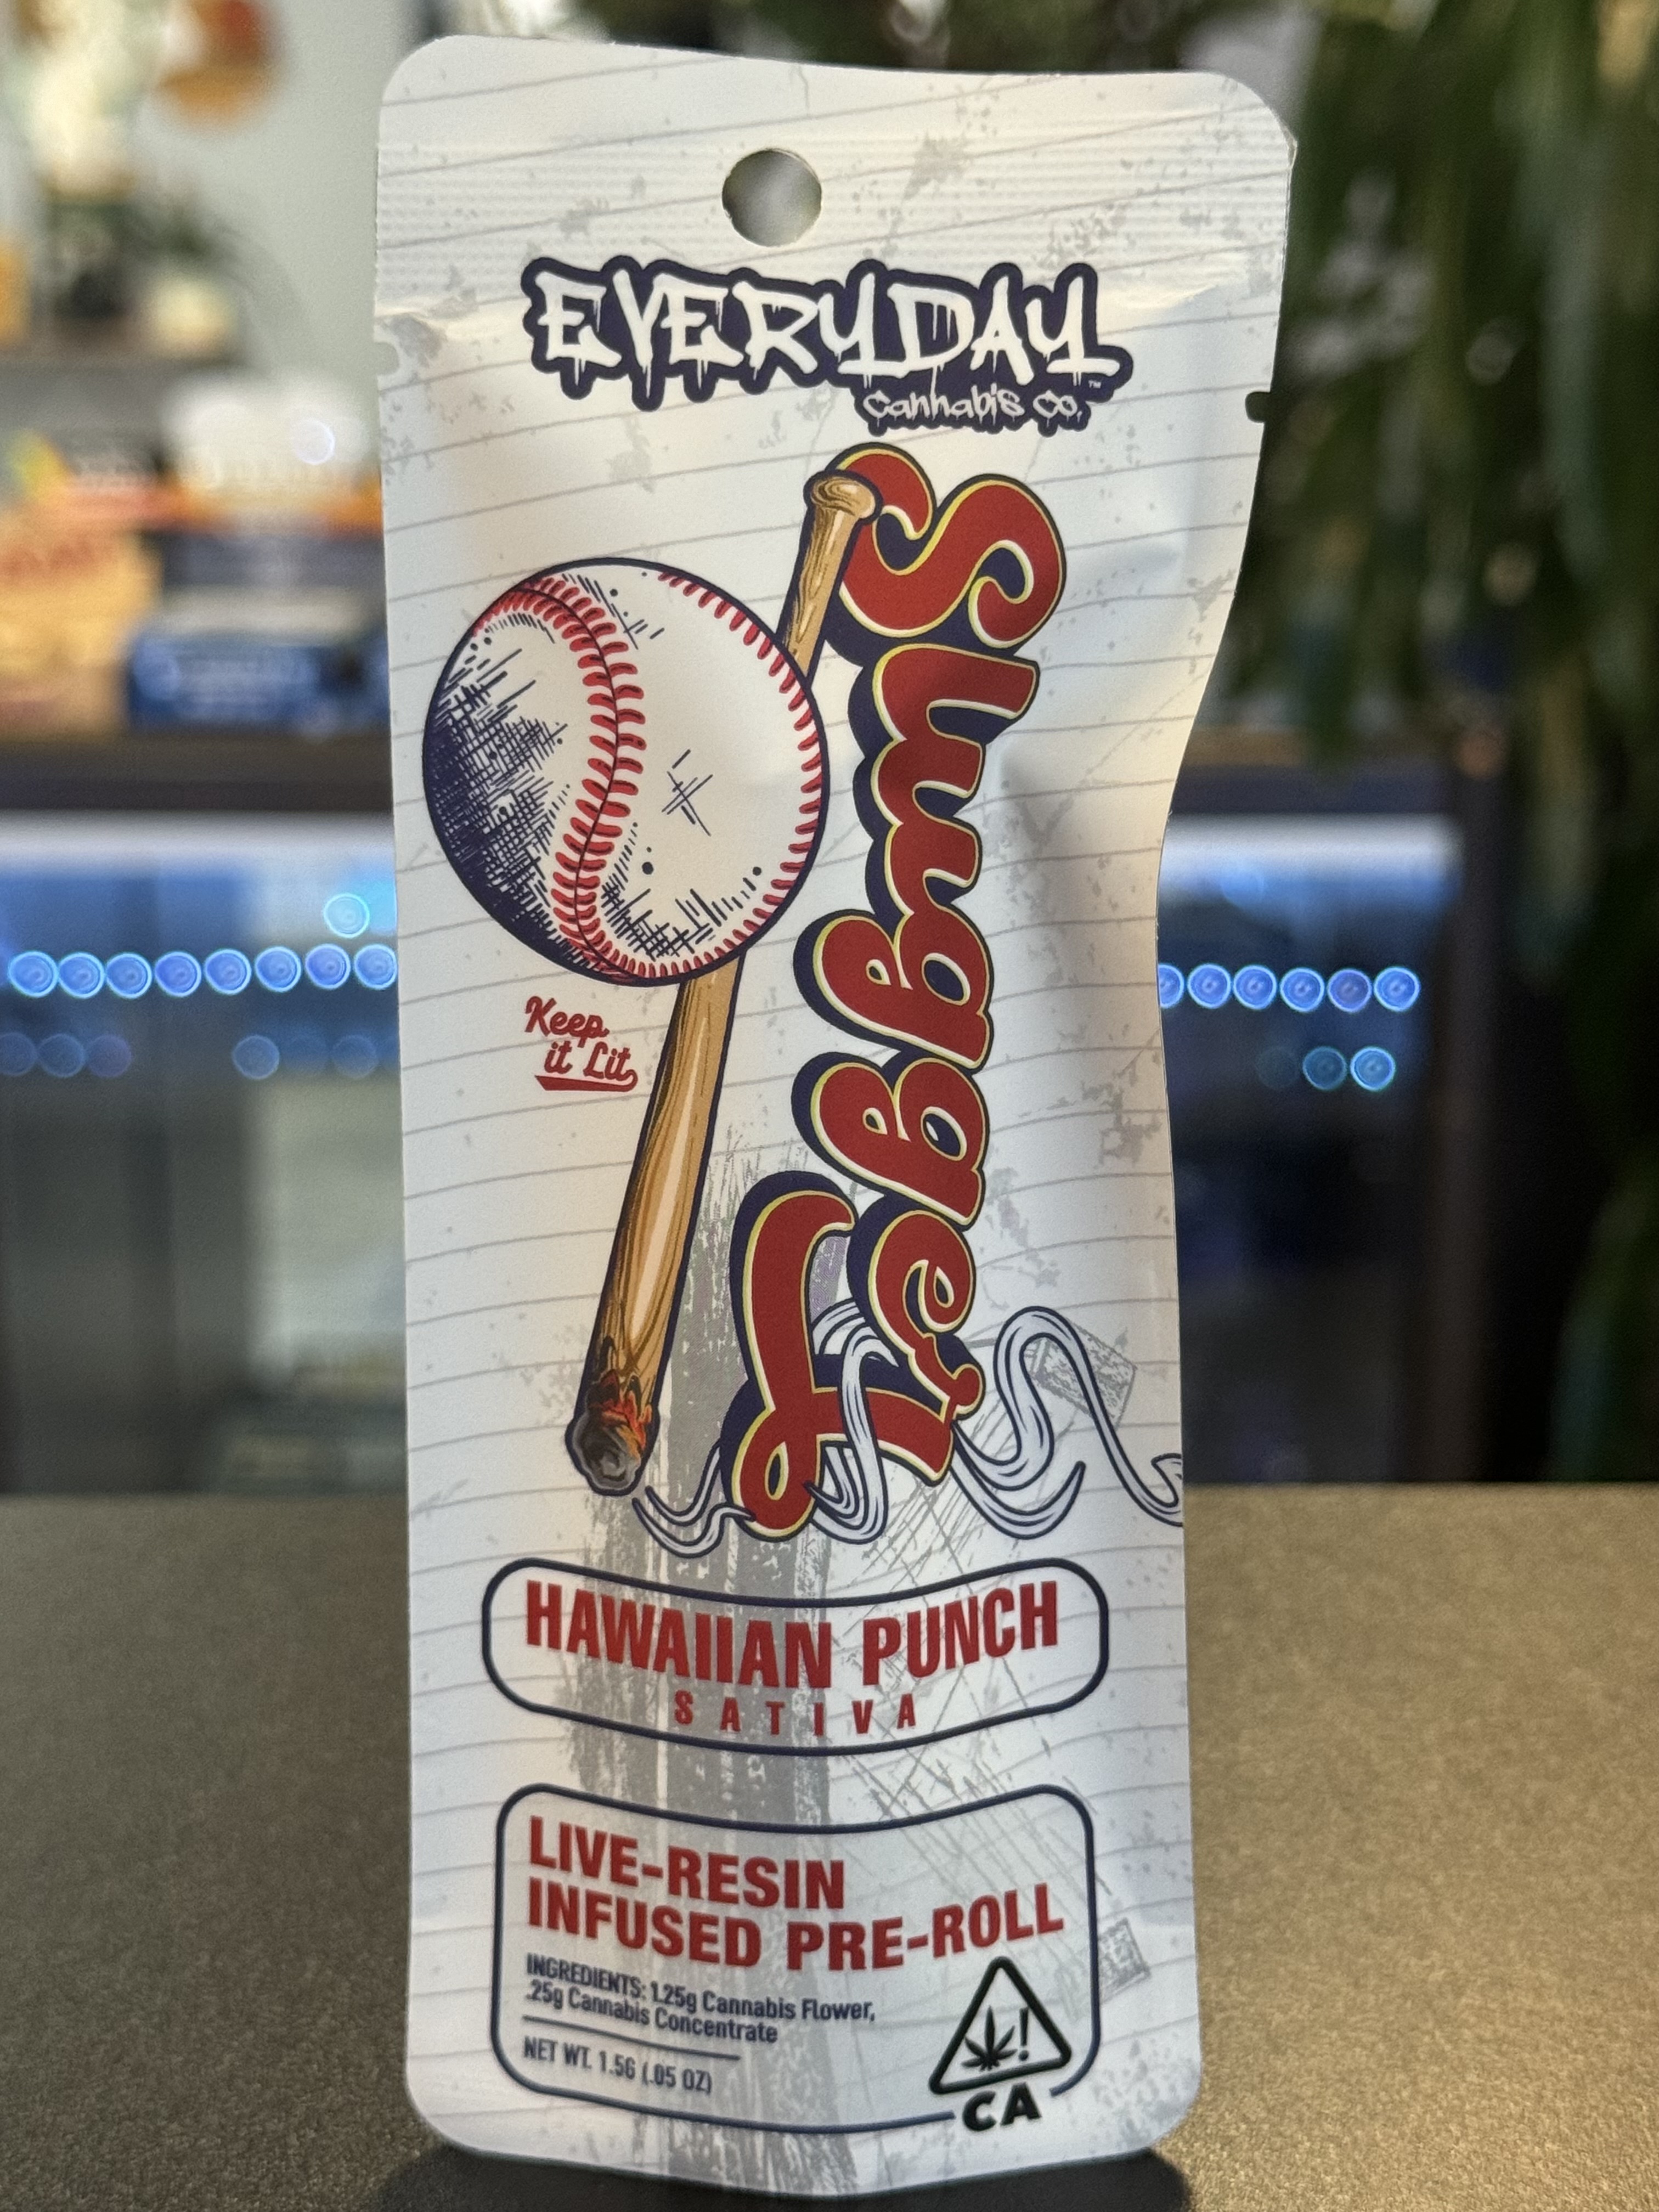 EVERYDAY™
Cannabis Co.
Slugger
Keep
it Lit
HAWAIIAN PUNCH
SATIVA
LIVE-RESIN
INFUSED PRE-ROLL
INGREDIENTS: 1.25g Cannabis Flower,
.25g Cannabis Concentrate
NET WT. 1.5G (.05 OZ)
CA